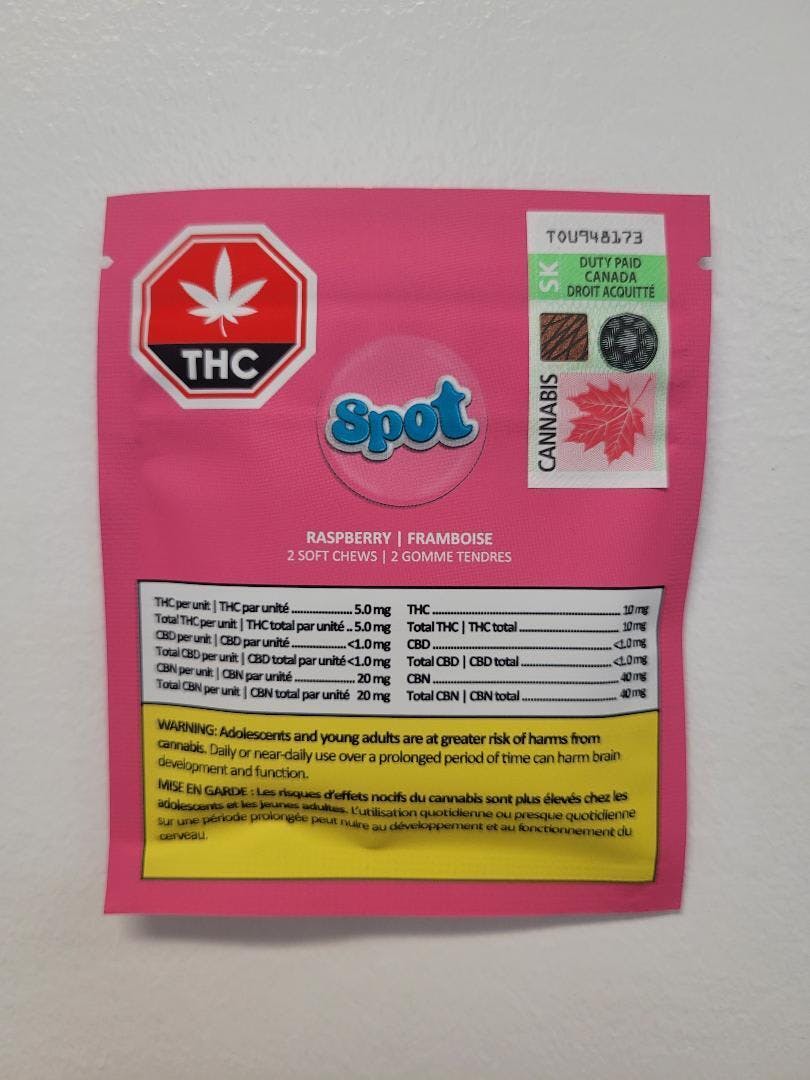 THC
TOU948173
SK
DUTY PAID
CANADA
DROIT ACQUITTÉ
CANNABIS
spot
RASPBERRY | FRAMBOISE
2 SOFT CHEWS | 2 GOMME TENDRES
THC per unit | THC par unité ................... 5.0 mg
Total THC per unit | THC total par unité .. 5.0 mg
CBD per unit | CBD par unité ................. <1.0 mg
Total CBD per unit | CBD total par unité <1.0 mg
CBN per unit | CBN par unité ................... 20 mg
Total CBN per unit | CBN total par unité 20 mg
THC ............................................................ 10 mg
Total THC | THC total ................................ 10 mg
CBD ......................................................... <1.0 mg
Total CBD | CBD total ............................. <1.0 mg
CBN ............................................................ 40 mg
Total CBN | CBN total ............................... 40 mg
WARNING: Adolescents and young adults are at greater risk of harms from
cannabis. Daily or near-daily use over a prolonged period of time can harm brain
development and function.
MISE EN GARDE : Les risques d'effets nocifs du cannabis sont plus élevés chez les
adolescents et les jeunes adultes. L'utilisation quotidienne ou presque quotidienne
sur une période prolongée peut nuire au développement et au fonctionnement du
cerveau.